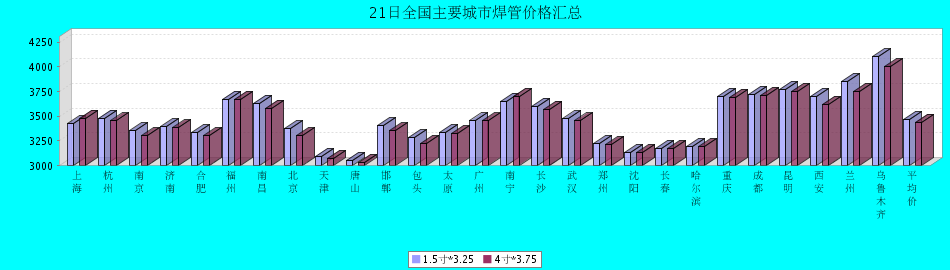 21日全国主要城市焊管价格汇总
4250
4000
3750
3500
3250
3000
上海
杭州
南京
济南
合肥
福州
南昌
北京
天津
唐山
邯郸
包头
太原
广州
南宁
长沙
武汉
郑州
沈阳
长春
哈尔滨
重庆
成都
昆明
西安
兰州
乌鲁木齐
平均价
1.5寸*3.25
4寸*3.75